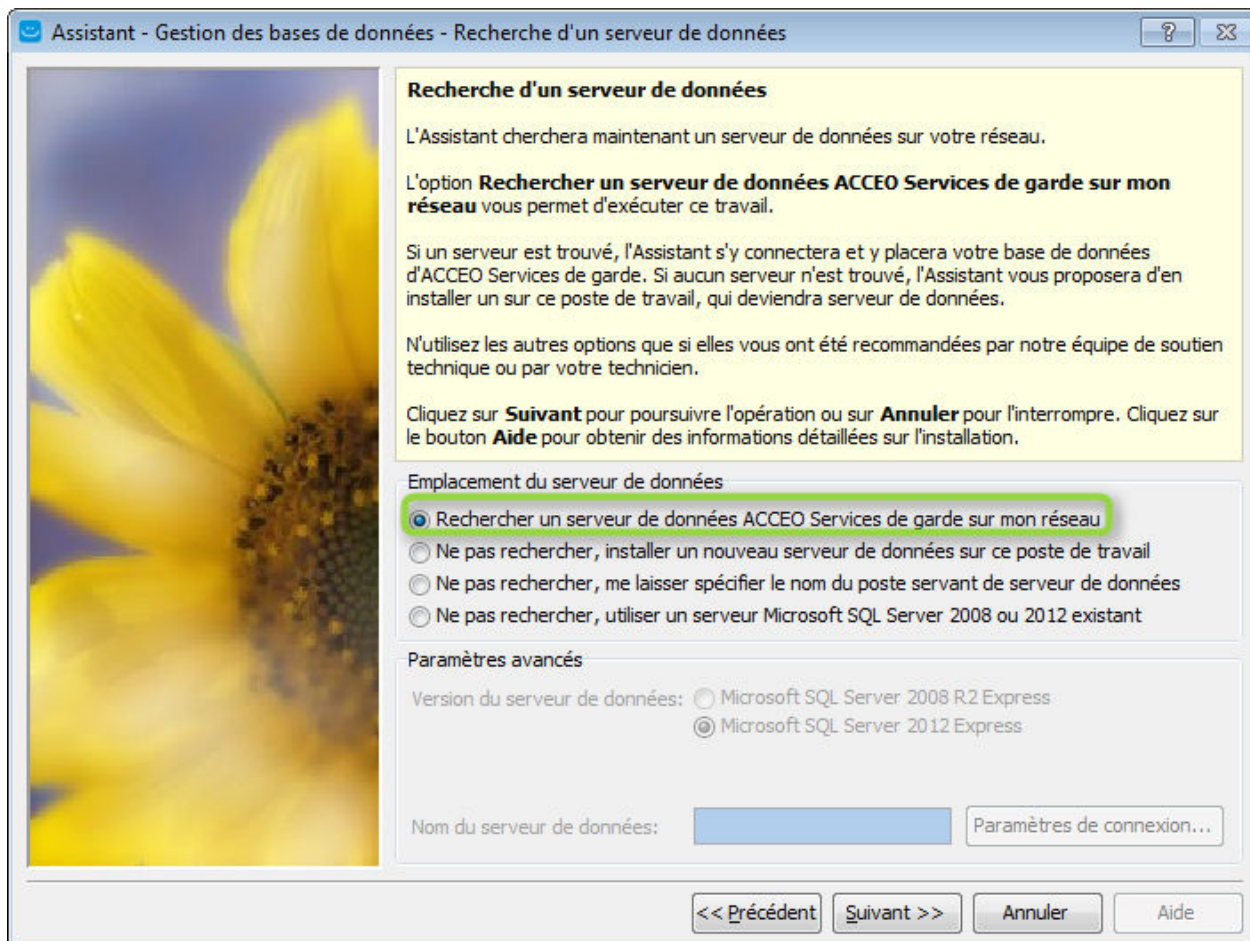 Assistant - Gestion des bases de données - Recherche d'un serveur de données
Recherche d'un serveur de données
L'Assistant cherchera maintenant un serveur de données sur votre réseau.
L'option Rechercher un serveur de données ACCEO Services de garde sur mon
réseau vous permet d'exécuter ce travail.
Si un serveur est trouvé, l'Assistant s'y connectera et y placera votre base de données
d'ACCEO Services de garde. Si aucun serveur n'est trouvé, l'Assistant vous proposera d'en
installer un sur ce poste de travail, qui deviendra serveur de données.
N'utilisez les autres options que si elles vous ont été recommandées par notre équipe de soutien
technique ou par votre technicien.
Cliquez sur Suivant pour poursuivre l'opération ou sur Annuler pour l'interrompre. Cliquez sur
le bouton Aide pour obtenir des informations détaillées sur l'installation.
Emplacement du serveur de données
Rechercher un serveur de données ACCEO Services de garde sur mon réseau
Ne pas rechercher, installer un nouveau serveur de données sur ce poste de travail
Ne pas rechercher, me laisser spécifier le nom du poste servant de serveur de données
Ne pas rechercher, utiliser un serveur Microsoft SQL Server 2008 ou 2012 existant
Paramètres avancés
Version du serveur de données: Microsoft SQL Server 2008 R2 Express
Microsoft SQL Server 2012 Express
Nom du serveur de données: Paramètres de connexion...
<< Précédent Suivant >> Annuler Aide